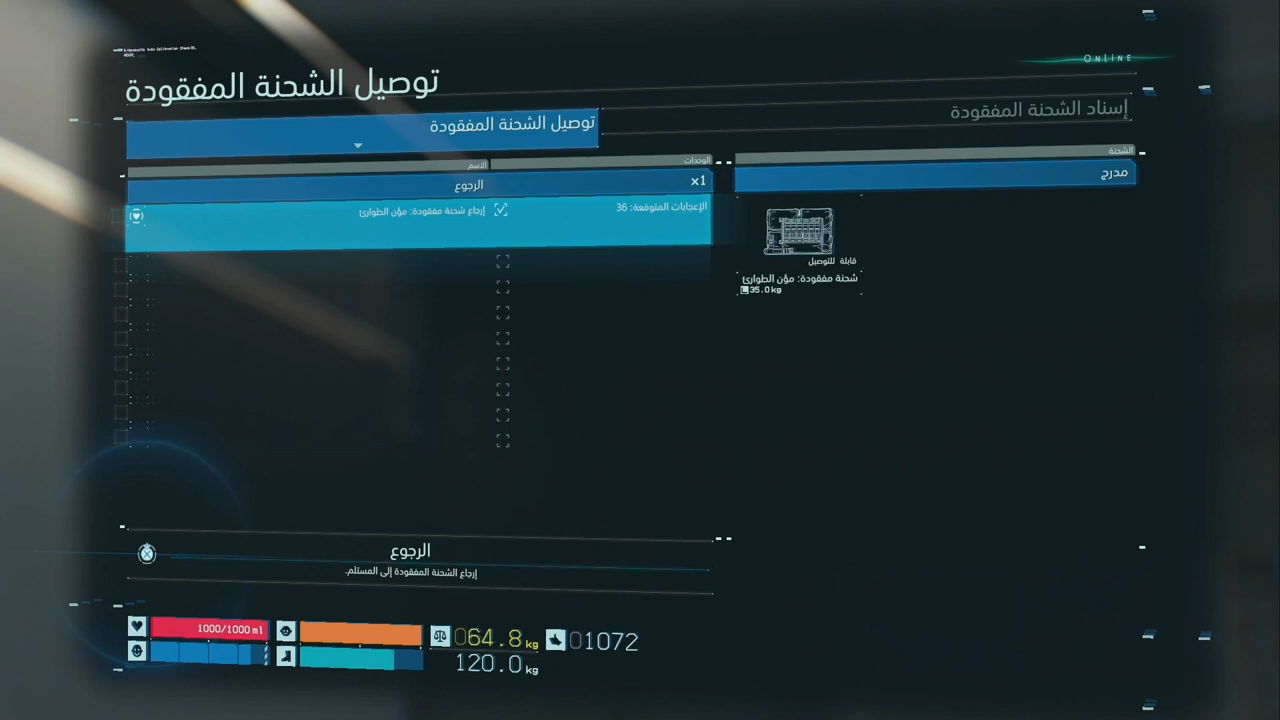 ONLINE
توصيل الشحنة المفقودة
إسناد الشحنة المفقودة
توصيل الشحنة المفقودة
الشحنة
الوحدات
الاسم
مدرج
×1
الرجوع
الإعجابات المتوقعة: 36
إرجاع شحنة مفقودة: مؤن الطوارئ
قابلة للتوصيل
شحنة مفقودة: مؤن الطوارئ
L 35.0kg
الرجوع
إرجاع الشحنة المفقودة إلى المستلم.
1000/1000 ml
064.8 kg
01072
120.0 kg